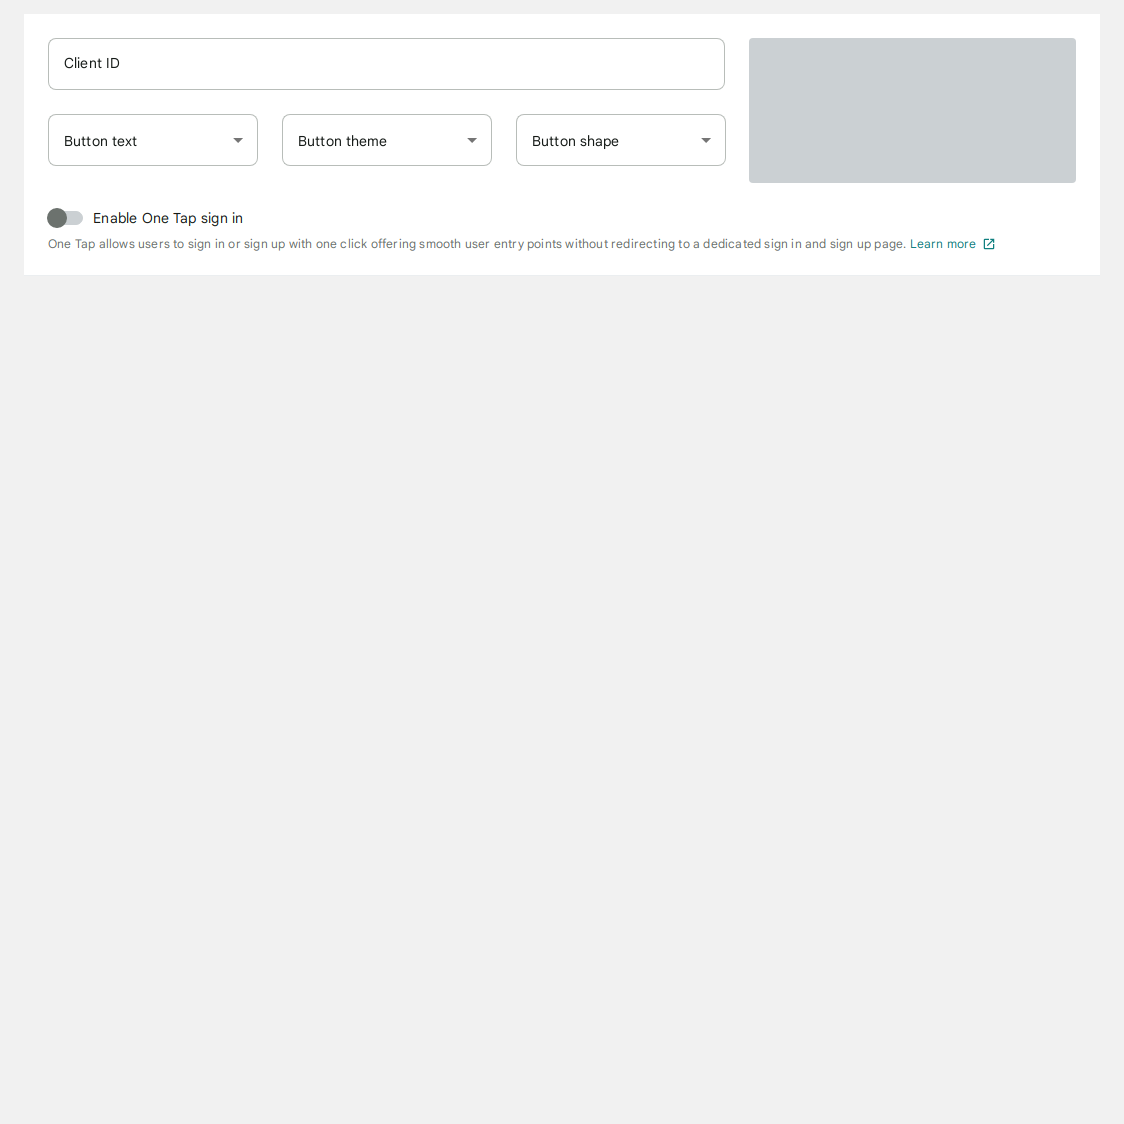 Client ID
Button text
Button theme
Button shape
Enable One Tap sign in
One Tap allows users to sign in or sign up with one click offering smooth user entry points without redirecting to a dedicated sign in and sign up page. Learn more